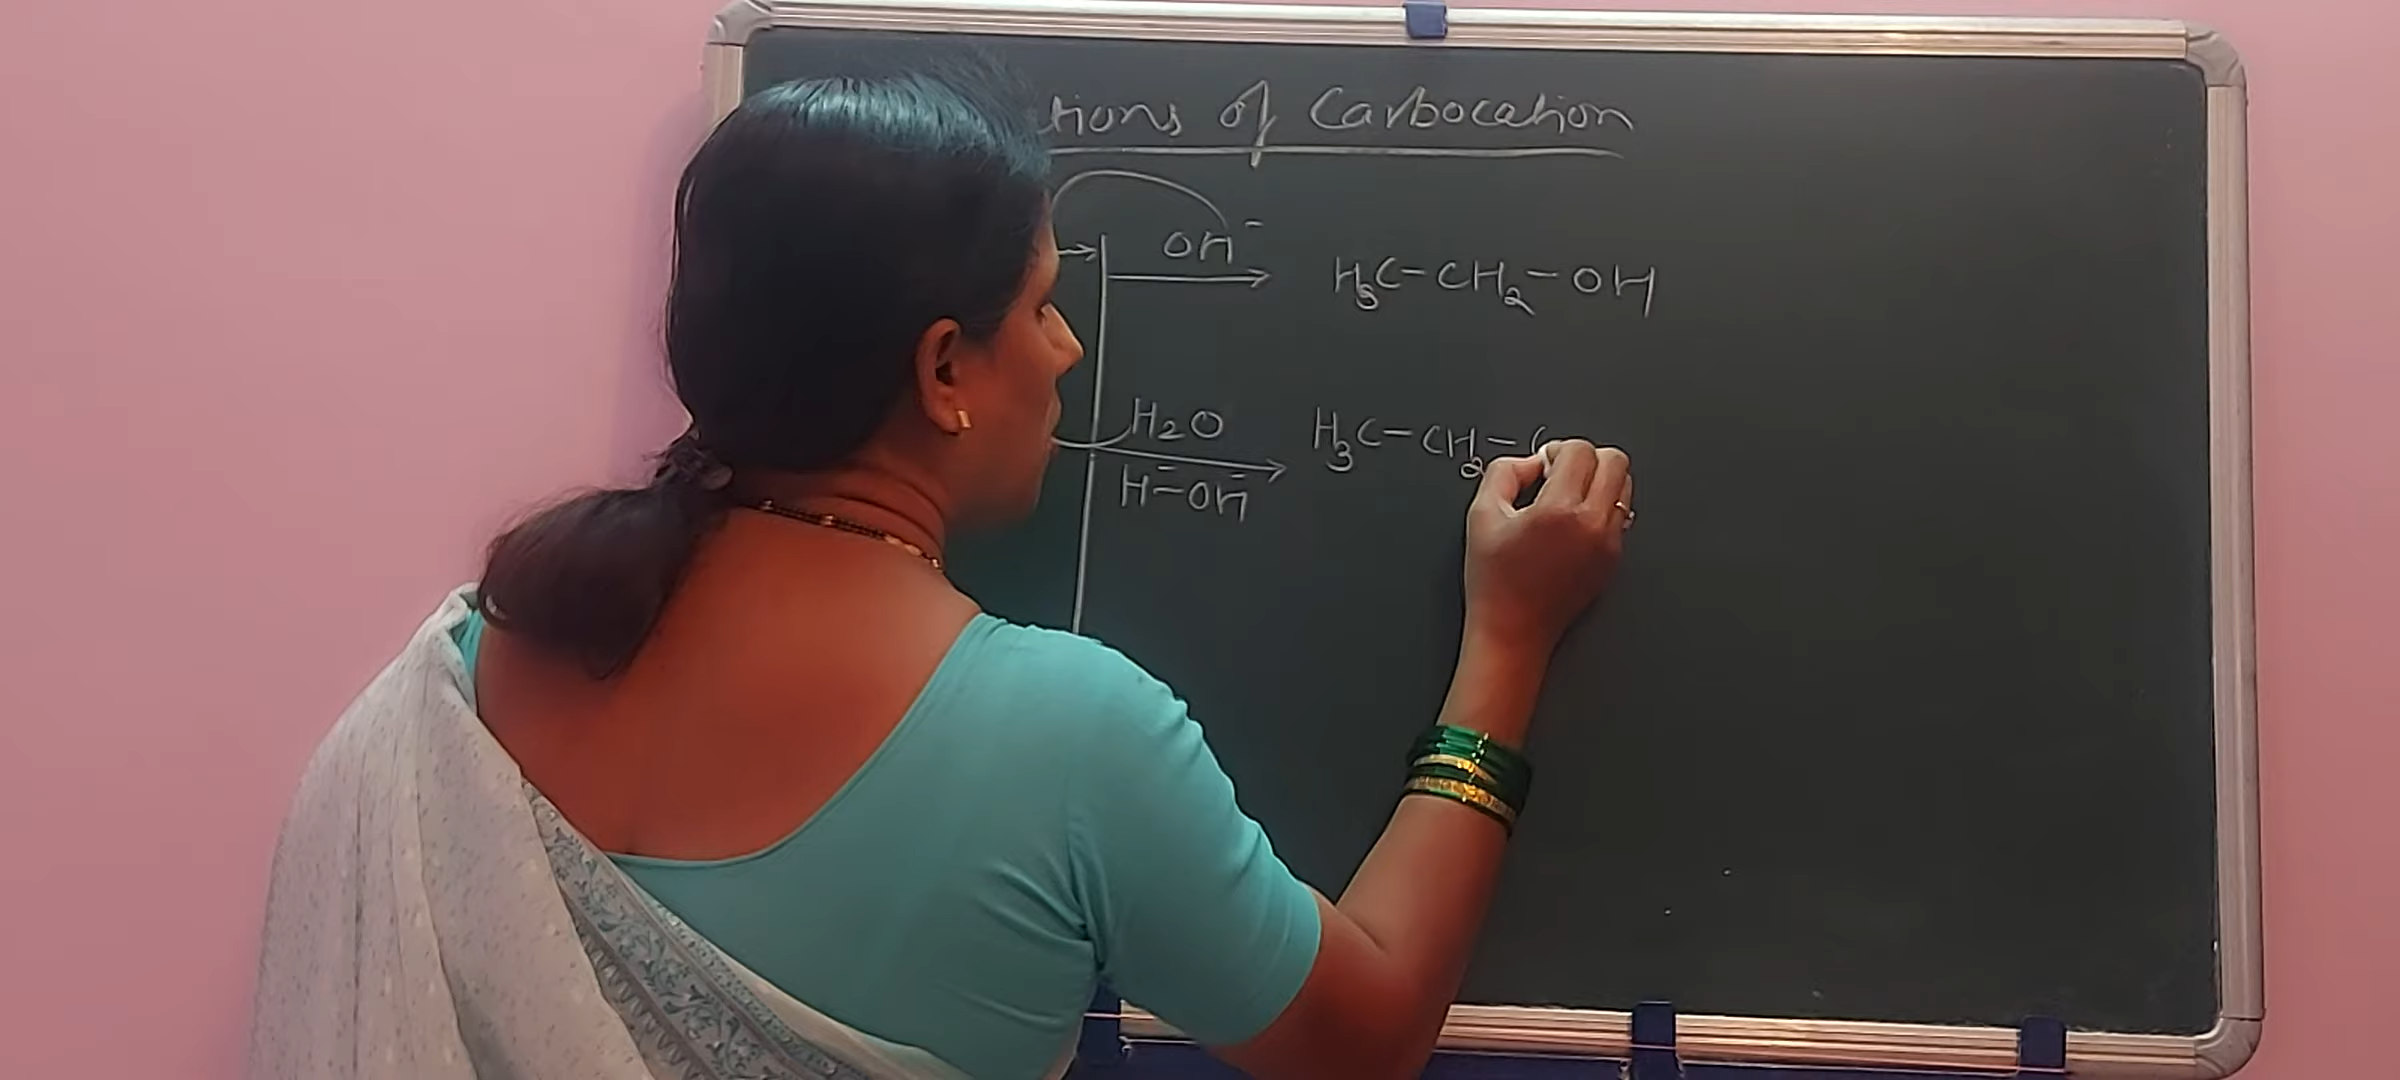 tions of Carbocation
OH⁻
H₃C-CH₂-OH
H₂O
H₃C-CH₂-
H-OH